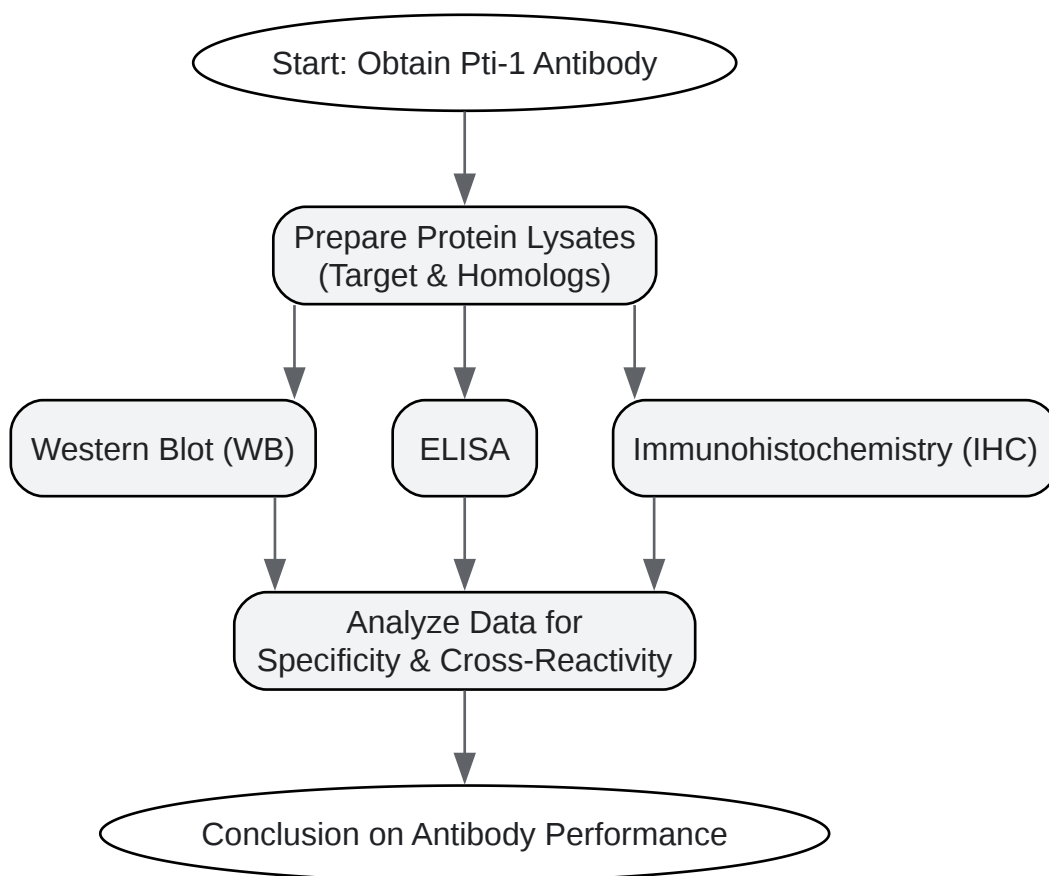 Start: Obtain Pti-1 Antibody
Prepare Protein Lysates
(Target & Homologs)
Western Blot (WB)
ELISA
Immunohistochemistry (IHC)
Analyze Data for
Specificity & Cross-Reactivity
Conclusion on Antibody Performance